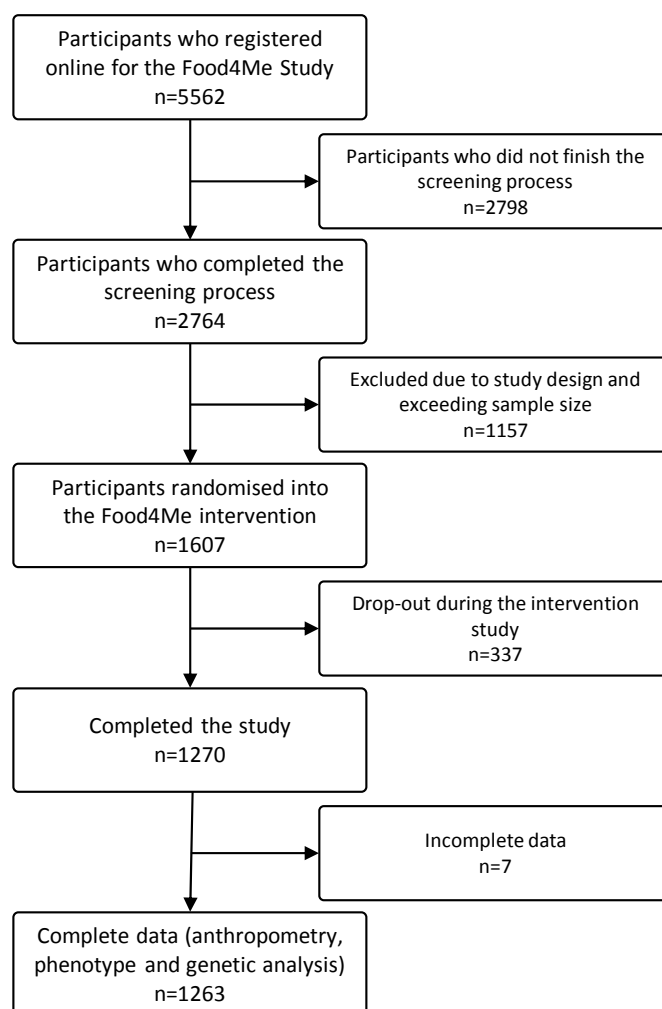 Participants who registered
online for the Food4Me Study
n=5562
Participants who did not finish the
screening process
n=2798
Participants who completed the
screening process
n=2764
Excluded due to study design and
exceeding sample size
n=1157
Participants randomised into
the Food4Me intervention
n=1607
Drop-out during the intervention
study
n=337
Completed the study
n=1270
Incomplete data
n=7
Complete data (anthropometry,
phenotype and genetic analysis)
n=1263